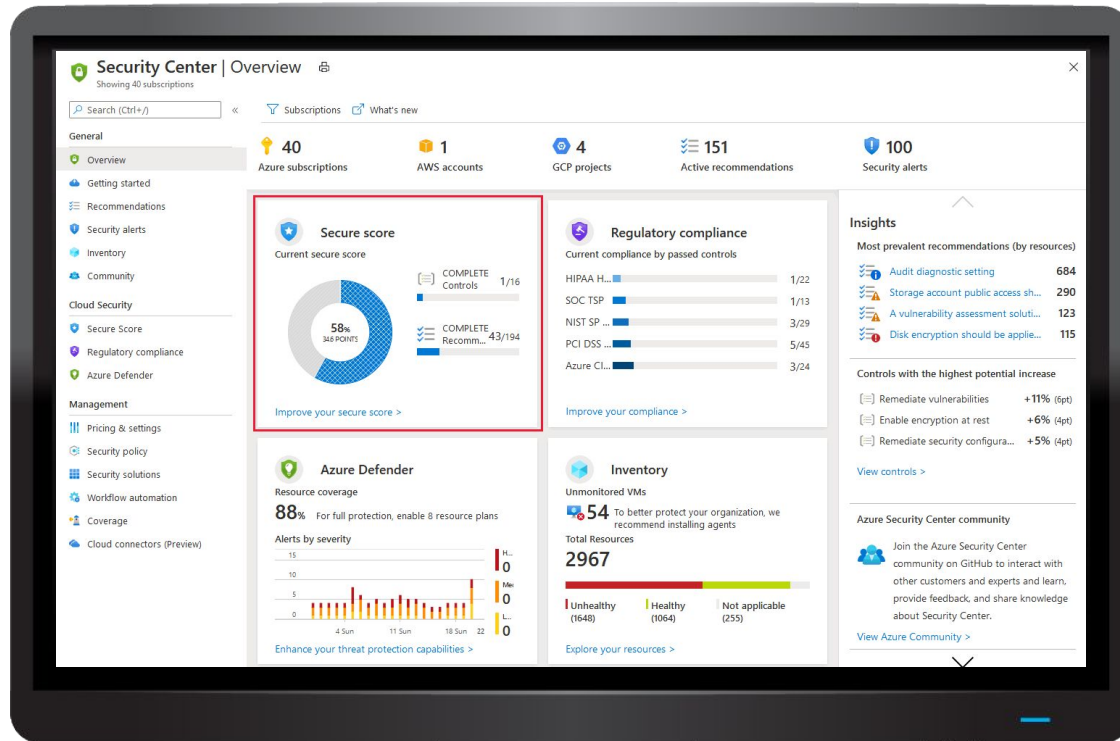 Security Center | Overview
Showing 40 subscriptions
Search (Ctrl+/)
«
Subscriptions
What's new
General
Overview
Getting started
Recommendations
Security alerts
Inventory
Community
Cloud Security
Secure Score
Regulatory compliance
Azure Defender
Management
Pricing & settings
Security policy
Security solutions
Workflow automation
Coverage
Cloud connectors (Preview)
40
Azure subscriptions
1
AWS accounts
4
GCP projects
151
Active recommendations
100
Security alerts
Secure score
Current secure score
58%
346 POINTS
COMPLETE
Controls 1/16
COMPLETE
Recomm... 43/194
Improve your secure score >
Regulatory compliance
Current compliance by passed controls
HIPAA H... 1/22
SOC TSP 1/13
NIST SP ... 3/29
PCI DSS ... 5/45
Azure CI... 3/24
Improve your compliance >
Azure Defender
Resource coverage
88% For full protection, enable 8 resource plans
Alerts by severity
15
10
5
0
4 Sun 11 Sun 18 Sun 22
H...
0
Me
0
L...
0
Enhance your threat protection capabilities >
Inventory
Unmonitored VMs
54 To better protect your organization, we
recommend installing agents
Total Resources
2967
Unhealthy
(1648)
Healthy
(1064)
Not applicable
(255)
Explore your resources >
Insights
Most prevalent recommendations (by resources)
Audit diagnostic setting 684
Storage account public access sh... 290
A vulnerability assessment soluti... 123
Disk encryption should be applie... 115
Controls with the highest potential increase
Remediate vulnerabilities +11% (6pt)
Enable encryption at rest +6% (4pt)
Remediate security configura... +5% (4pt)
View controls >
Azure Security Center community
Join the Azure Security Center
community on GitHub to interact with
other customers and experts and learn,
provide feedback, and share knowledge
about Security Center.
View Azure Community >